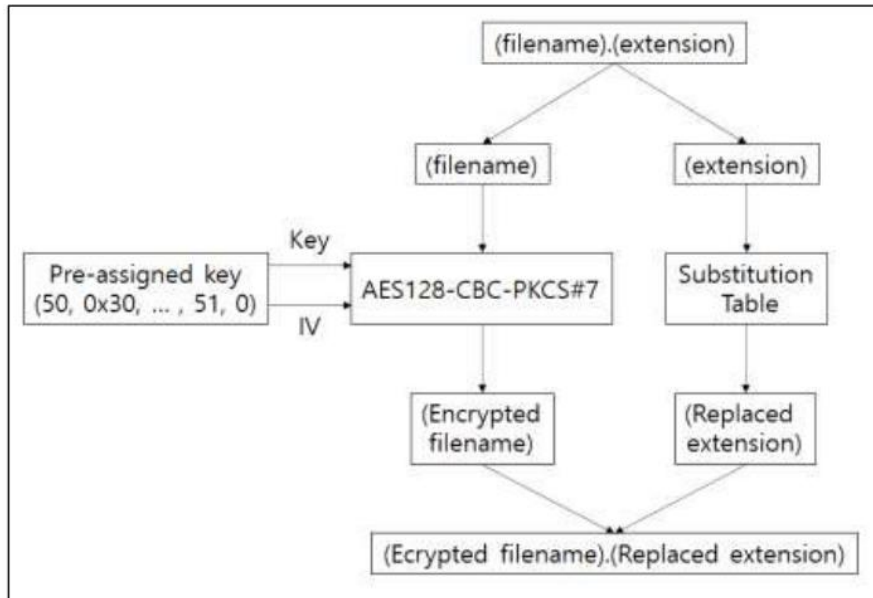 (filename).(extension)
(filename)
(extension)
Key
Pre-assigned key
(50, 0x30, ... , 51, 0)
IV
AES128-CBC-PKCS#7
Substitution
Table
(Encrypted
filename)
(Replaced
extension)
(Ecrypted filename).(Replaced extension)